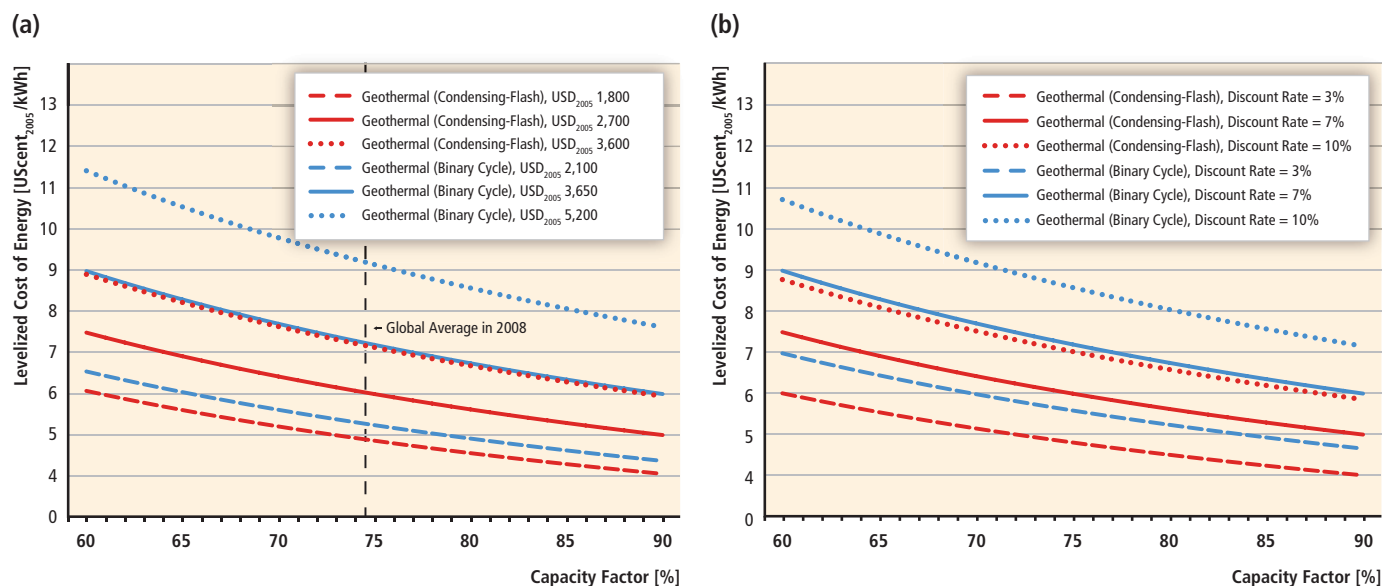 (a)
Levelized Cost of Energy [UScent2005/kWh]
13
12
11
10
9
8
7
6
5
4
0
Geothermal (Condensing-Flash), USD2005 1,800
Geothermal (Condensing-Flash), USD2005 2,700
Geothermal (Condensing-Flash), USD2005 3,600
Geothermal (Binary Cycle), USD2005 2,100
Geothermal (Binary Cycle), USD2005 3,650
Geothermal (Binary Cycle), USD2005 5,200
Global Average in 2008
60 65 70 75 80 85 90
Capacity Factor [%]
(b)
Levelized Cost of Energy [UScent2005/kWh]
13
12
11
10
9
8
7
6
5
4
0
Geothermal (Condensing-Flash), Discount Rate = 3%
Geothermal (Condensing-Flash), Discount Rate = 7%
Geothermal (Condensing-Flash), Discount Rate = 10%
Geothermal (Binary Cycle), Discount Rate = 3%
Geothermal (Binary Cycle), Discount Rate = 7%
Geothermal (Binary Cycle), Discount Rate = 10%
60 65 70 75 80 85 90
Capacity Factor [%]